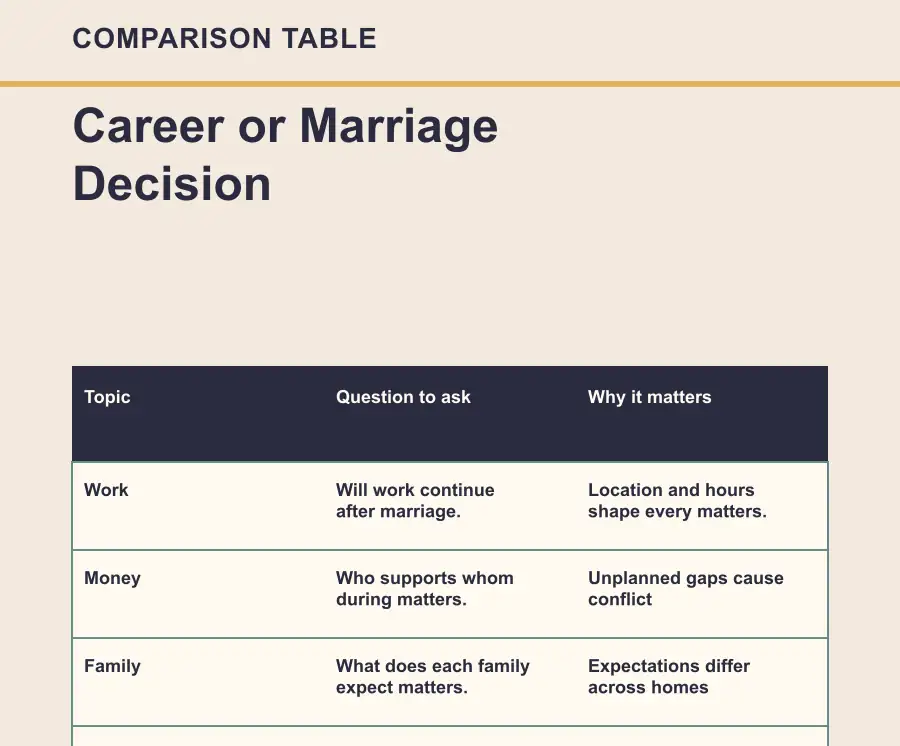 COMPARISON TABLE
Career or Marriage
Decision
Topic
Question to ask
Why it matters
Work
Will work continue
after marriage.
Location and hours
shape every matters.
Money
Who supports whom
during matters.
Unplanned gaps cause
conflict
Family
What does each family
expect matters.
Expectations differ
across homes